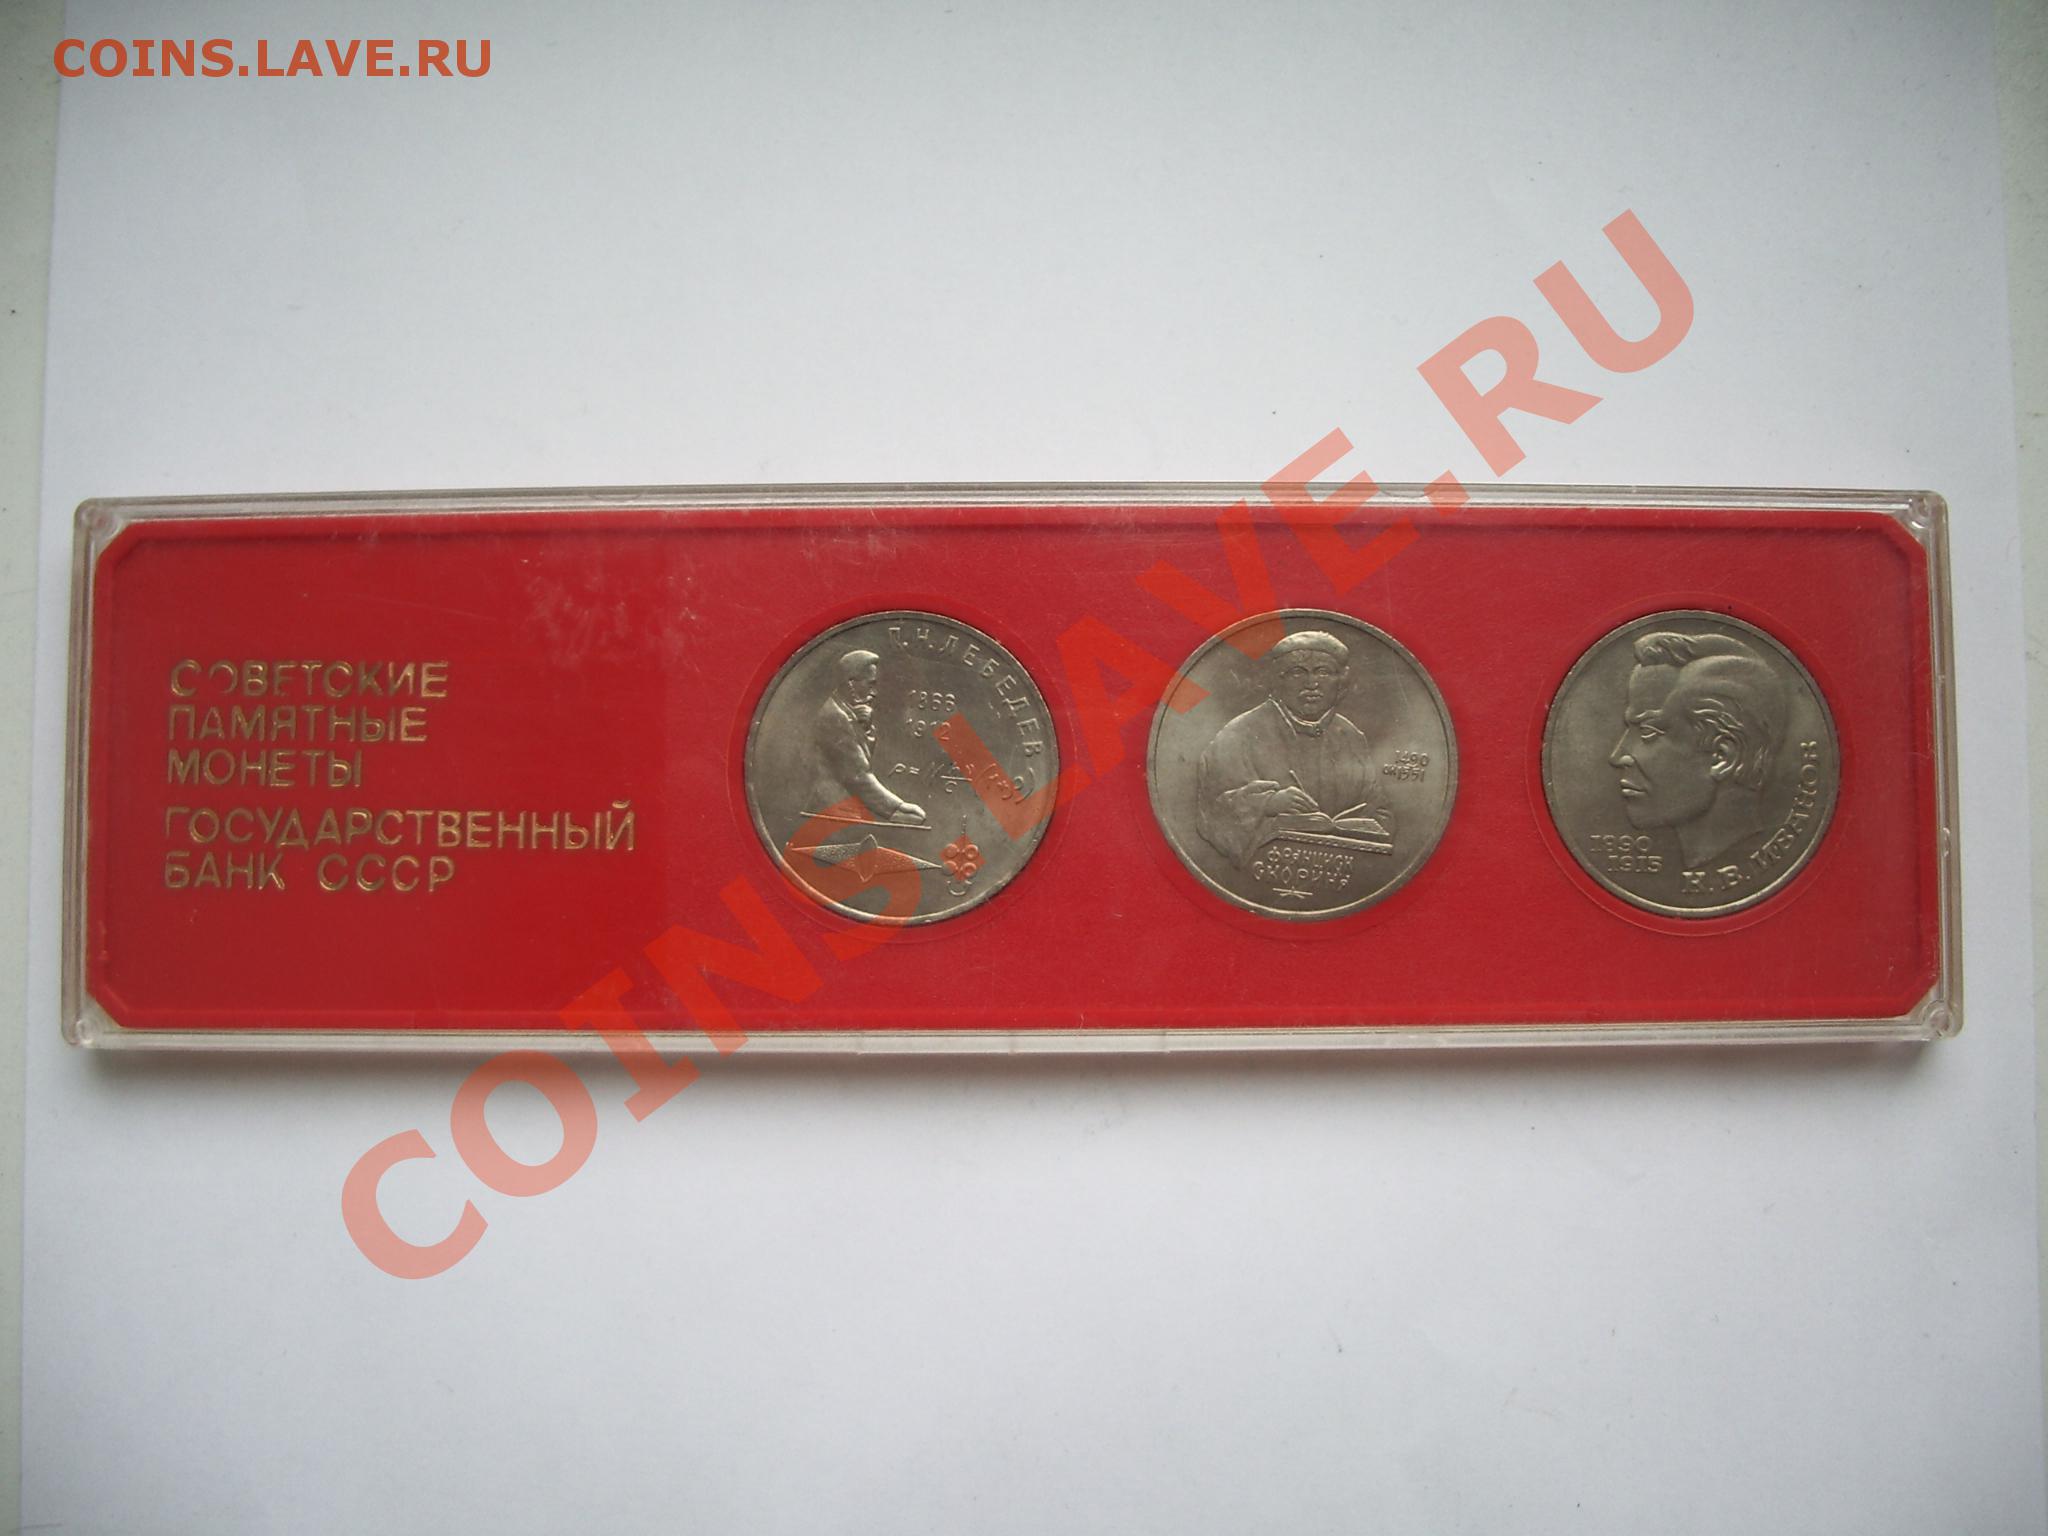 COINS.LAVE.RU
СОВЕТСКИЕ
ПАМЯТНЫЕ
МОНЕТЫ
ГОСУДАРСТВЕННЫЙ
БАНК СССР
П.Н.ЛЕБЕДЕВ
1866
1912
1490
ок1551
ФРАНЦИСК
СКОРИНА
1890
1915
К. В. ИВАНОВ
COINS.LAVE.RU